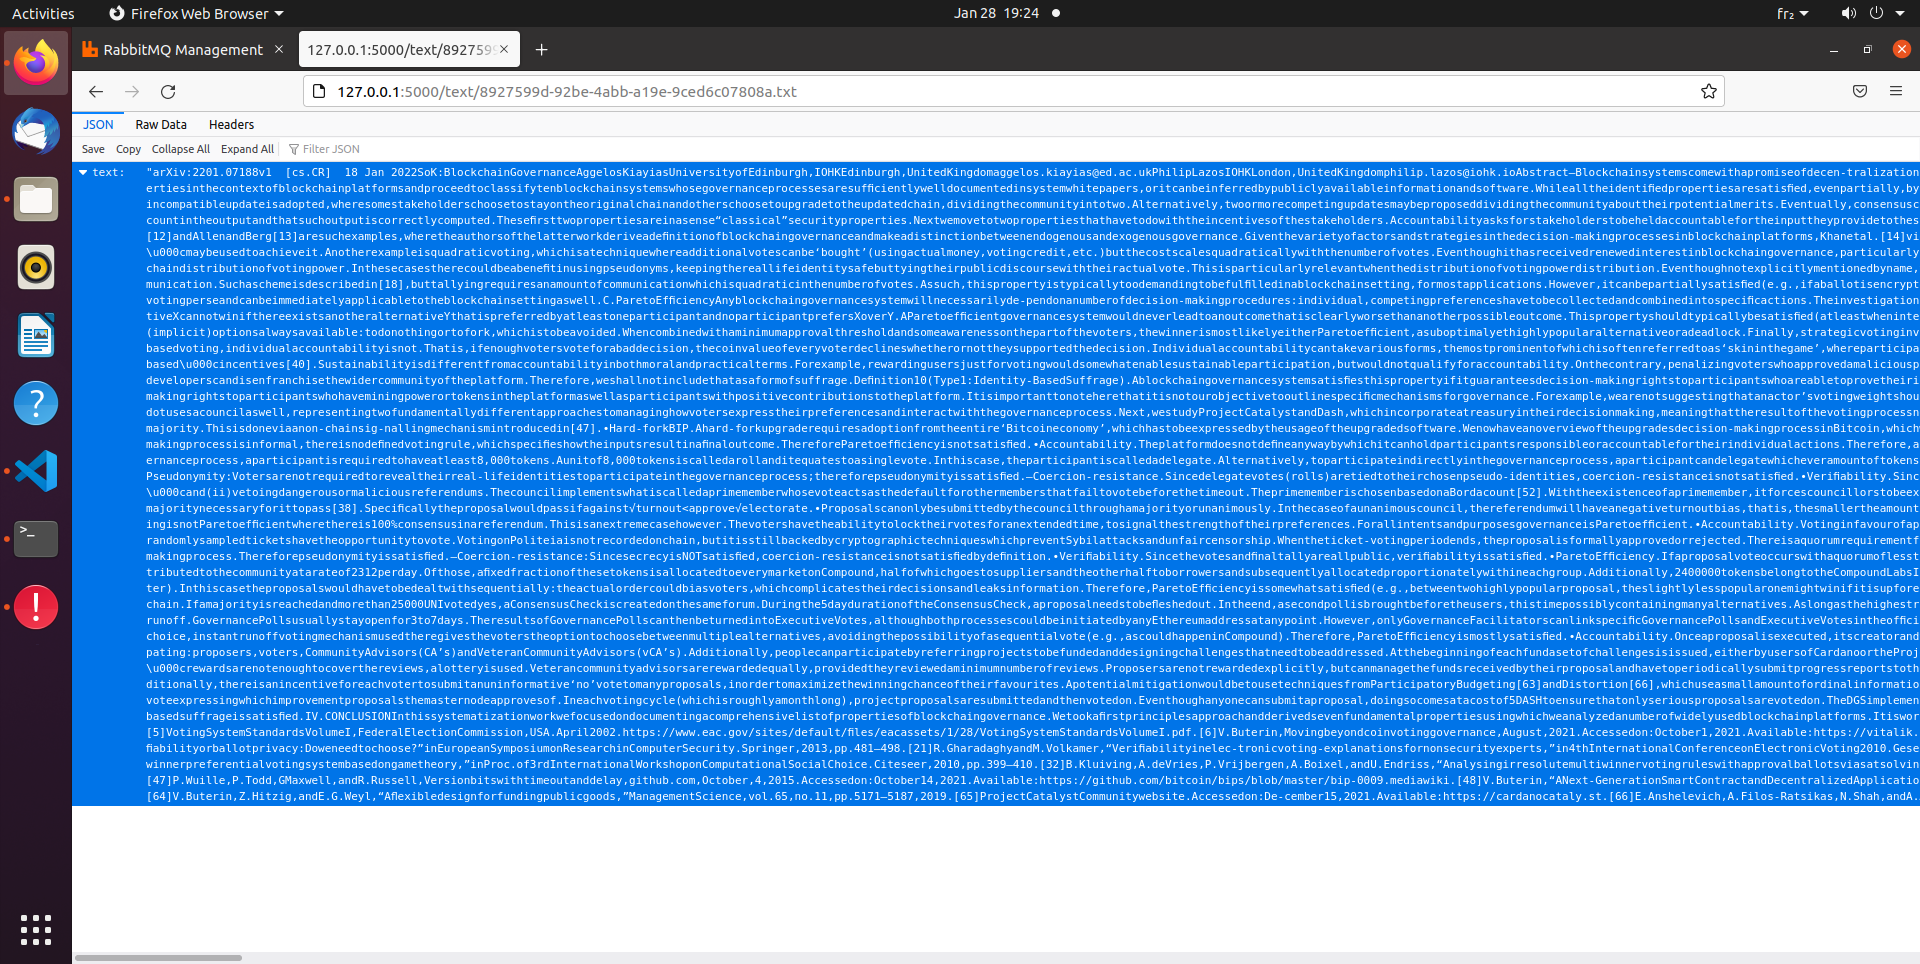 Activities
Firefox Web Browser
Jan 28 19:24
fr₂
RabbitMQ Management
127.0.0.1:5000/text/8927599
127.0.0.1:5000/text/8927599d-92be-4abb-a19e-9ced6c07808a.txt
JSON Raw Data Headers
Save Copy Collapse All Expand All Filter JSON
text: "arXiv:2201.07188v1 [cs.CR] 18 Jan 2022SoK:BlockchainGovernanceAggelosKiayiasUniversityofEdinburgh,IOHKEdinburgh,UnitedKingdomaggelos.kiayias@ed.ac.ukPhilipLazosIOHKLondon,UnitedKingdomphilip.lazos@iohk.ioAbstract—Blockchainsystemscomewithapromiseofdecen-tralization
ertiesinthecontextofblockchainplatformsandproceedtoclassifytenblockchainsystemswhosegovernanceprocessesaresufficientlywelldocumentedinsystemwhitepapers,oritcanbeinferredbypubliclyavailableinformationandsoftware.Whilealltheidentifiedpropertiesaresatisfied,evenpartially,by
incompatibleupdateisadopted,wheresomestakeholderschoosetostayontheoriginalchainandotherschoosetoupgradetotheupdatedchain,dividingthecommunityintotwo.Alternatively,twoormorecompetingupdatesmaybeproposeddividingthecommunityabouttheirpotentialmerits.Eventually,consensusc
countintheoutputandthatsuchoutputiscorrectlycomputed.Thesefirsttwopropertiesareinasense“classical”securityproperties.Nextwemovetotwopropertiesthathavetodowiththeincentivesofthestakeholders.Accountabilityasksforstakeholderstobeheldaccountablefortheinputtheyprovidetothes
[12]andAllenandBerg[13]aresuchexamples,wheretheauthorsofthelatterworkderiveadefinitionofblockchaingovernanceandmakeadistinctionbetweenendogenousandexogenousgovernance.Giventhevarietyoffactorsandstrategiesinthedecision-makingprocessesinblockchainplatforms,Khanetal.[14]vi
\u000cmaybeusedtoachieveit.Anotherexampleisquadraticvoting,whichisatechniquewhereadditionalvotescanbe‘bought’(usingactualmoney,votingcredit,etc.)butthecostscalesquadraticallywiththenumberofvotes.Eventhoughithasreceivedrenewedinterestinblockchaingovernance,particularly
chaindistributionofvotingpower.Inthesecasestherecouldbeabenefitinusingpseudonyms,keepingthereallifeidentitysafebuttyingtheirpublicdiscoursewiththeiractualvote.Thisisparticularlyrelevantwhenthedistributionofvotingpowerdistribution.Eventhoughnotexplicitlymentionedbyname,
munication.Suchaschemeisdescribedin[18],buttallyingrequiresanamountofcommunicationwhichisquadraticinthenumberofvotes.Assuch,thispropertyistypicallytoodemandingtobefulfilledinablockchainsetting,formostapplications.However,itcanbepartiallysatisfied(e.g.,ifaballotisencrypt
votingperseandcanbeimmediatelyapplicabletotheblockchainsettingaswell.C.ParetoEfficiencyAnyblockchaingovernancesystemwillnecessarilyde-pendonanumberofdecision-makingprocedures:individual,competingpreferenceshavetobecollectedandcombinedintospecificactions.Theinvestigation
tiveXcannotwinifthereexistsanotheralternativeYthatispreferredbyatleastoneparticipantandnoparticipantprefersXoverY.AParetoefficientgovernancesystemwouldneverleadtoanoutcomethatisclearlyworsethananotherpossibleoutcome.Thispropertyshouldtypicallybesatisfied(atleastwheninte
(implicit)optionsalwaysavailable:todonothingortofork,whichistobeavoided.Whencombinedwithaminimumapprovalthresholdandsomeawarenessonthepartofthevoters,thewinnerismostlikelyeitherParetoefficient,asuboptimalyethighlypopularalternativeoradeadlock.Finally,strategicvotinginv
basedvoting,individualaccountabilityisnot.Thatis,ifenoughvotersvoteforabaddecision,thecoinvalueofeveryvoterdeclineswhetherornottheysupportedthedecision.Individualaccountabilitycantakevariousforms,themostprominentofwhichisoftenreferredtoas‘skininthegame’,whereparticipa
based\u000cincentives[40].Sustainabilityisdifferentfromaccountabilityinbothmoralandpracticalterms.Forexample,rewardingusersjustforvotingwouldsomewhatenablesustainableparticipation,butwouldnotqualifyforaccountability.Onthecontrary,penalizingvoterswhoapprovedamaliciousp
developersandisenfranchisethewidercommunityoftheplatform.Therefore,weshallnotincludethatasaformofsuffrage.Definition10(Type1:Identity-BasedSuffrage).Ablockchaingovernancesystemsatisfiesthispropertyifitguaranteesdecision-makingrightstoparticipantswhoareabletoprovetheiri
makingrightstoparticipantswhohaveminingpowerortokensintheplatformaswellasparticipantswithpositivecontributionstotheplatform.Itisimportanttonoteherethatitisnotourobjectivetooutlinespecificmechanismsforgovernance.Forexample,wearenotsuggestingthatanactor’svotingweightshou
dotusesacouncilaswell,representingtwofundamentallydifferentapproachestomanaginghowvotersexpresstheirpreferencesandinteractwiththegovernanceprocess.Next,westudyProjectCatalystandDash,whichincorporateatreasuryintheirdecisionmaking,meaningthattheresultofthevotingprocessn
majority.Thisisdoneviaanon-chainsig-nallingmechanismintroducedin[47].•Hard-forkBIP.Ahard-forkupgraderequiresadoptionfromtheentire‘Bitcoineconomy’,whichhastobeexpressedbytheusageoftheupgradedsoftware.Wenowhaveanoverviewoftheupgradesdecision-makingprocessinBitcoin,whichw
makingprocessisinformal,thereisnodefinedvotingrule,whichspecifieshowtheinputsresultinafinaloutcome.ThereforeParetoefficiencyisnotsatisfied.•Accountability.Theplatformdoesnotdefineanywaybywhichitcanholdparticipantsresponsibleoraccountablefortheirindividualactions.Therefore,a
ernanceprocess,aparticipantisrequiredtohaveatleast8,000tokens.Aunitof8,000tokensiscalledarollanditequatestoasinglevote.Inthiscase,theparticipantiscalledadelegate.Alternatively,toparticipateindirectlyinthegovernanceprocess,aparticipantcandelegatewhicheveramountoftokens
Pseudonymity:Votersarenotrequiredtorevealtheirreal-lifeidentitiestoparticipateinthegovernanceprocess;thereforepseudonymityissatisfied.—Coercion-resistance.Sincedelegatevotes(rolls)aretiedtotheirchosenpseudo-identities,coercion-resistanceisnotsatisfied.•Verifiability.Sinc
\u000cand(ii)vetoingdangerousormaliciousreferendums.Thecouncilimplementswhatiscalledaprimememberwhosevoteactsasthedefaultforothermembersthatfailtovotebeforethetimeout.TheprimememberischosenbasedonaBordacount[52].Withtheexistenceofaprimemember,itforcescouncillorstobeex
majoritynecessaryforittopass[38].Specificallytheproposalwouldpassifagainst√turnout<approve√electorate.•Proposalscanonlybesubmittedbythecouncilthroughamajorityorunanimously.Inthecaseofaunanimouscouncil,thereferendumwillhaveanegativeturnoutbias,thatis,thesmallertheamount
ingisnotParetoefficientwherethereis100%consensusinareferendum.Thisisanextremecasehowever.Thevotershavetheabilitytolocktheirvotesforanextendedtime,tosignalthestrengthoftheirpreferences.ForallintentsandpurposesgovernanceisParetoefficient.•Accountability.Votinginfavourofap
randomlysampledticketshavetheopportunitytovote.VotingonPoliteiaisnotrecordedonchain,butitisstillbackedbycryptographictechniqueswhichpreventSybilattacksandunfaircensorship.Whentheticket-votingperiodends,theproposalisformallyapprovedorrejected.Thereisaquorumrequirementf
makingprocess.Thereforepseudonymityissatisfied.—Coercion-resistance:SincesecrecyisNOTsatisfied,coercion-resistanceisnotsatisfiedbydefinition.•Verifiability.Sincethevotesandfinaltallyareallpublic,verifiabilityissatisfied.•ParetoEfficiency.Ifaproposalvoteoccurswithaquorumoflesst
tributedtothecommunityatarateof2312perday.Ofthose,afixedfractionofthesetokensisallocatedtoeverymarketonCompound,halfofwhichgoestosuppliersandtheotherhalftoborrowersandsubsequentlyallocatedproportionatelywithineachgroup.Additionally,2400000tokensbelongtotheCompoundLabsI
ter).Inthiscasetheproposalswouldhavetobedealtwithsequentially:theactualordercouldbiasvoters,whichcomplicatestheirdecisionsandleaksinformation.Therefore,ParetoEfficiencyissomewhatsatisfied(e.g.,betweentwohighlypopularproposal,theslightlylesspopularonemightwinifitisupfore
chain.Ifamajorityisreachedandmorethan25000UNIvotedyes,aConsensusCheckiscreatedonthesameforum.Duringthe5daydurationoftheConsensusCheck,aproposalneedstobefleshedout.Intheend,asecondpollisbroughtbeforetheusers,thistimepossiblycontainingmanyalternatives.Aslongasthehighestr
runoff.GovernancePollsusuallystayopenfor3to7days.TheresultsofGovernancePollscanthenbeturnedintoExecutiveVotes,althoughbothprocessescouldbeinitiatedbyanyEthereumaddressatanypoint.However,onlyGovernanceFacilitatorscanlinkspecificGovernancePollsandExecutiveVotesintheoffici
choice,instantrunoffvotingmechanismusedtheregivesthevoterstheoptiontochoosebetweenmultiplealternatives,avoidingthepossibilityofasequentialvote(e.g.,ascouldhappeninCompound).Therefore,ParetoEfficiencyismostlysatisfied.•Accountability.Onceaproposalisexecuted,itscreatoran
pating:proposers,voters,CommunityAdvisors(CA’s)andVeteranCommunityAdvisors(vCA’s).Additionally,peoplecanparticipatebyreferringprojectstobefundedanddesigningchallengesthatneedtobeaddressed.Atthebeginningofeachfundasetofchallengesisissued,eitherbyusersofCardanoortheProj
\u000crewardsarenotenoughtocoverthereviews,alotteryisused.Veterancommunityadvisorsarerewardedequally,providedtheyreviewedaminimumnumberofreviews.Proposersarenotrewardedexplicitly,butcanmanagethefundsreceivedbytheirproposalandhavetoperiodicallysubmitprogressreportstoth
ditionally,thereisanincentiveforeachvotertosubmitanuninformative‘no’votetomanyproposals,inordertomaximizethewinningchanceoftheirfavourites.ApotentialmitigationwouldbetousetechniquesfromParticipatoryBudgeting[63]andDistortion[66],whichuseasmallamountofordinalinformatio
voteexpressingwhichimprovementproposalsthemasternodeapprovesof.Ineachvotingcycle(whichisroughlyamonthlong),projectproposalsareresubmittedandthenvotedon.Eventhoughanyonecansubmitaproposal,doingsocomesatacostof5DASHtoensurethatonlyseriousproposalsarevotedon.TheDGSimplemen
basedsuffrageissatisfied.IV.CONCLUSIONInthissystematizationworkwefocusedondocumentingacomprehensivelistofpropertiesofblockchaingovernance.Wetookafirstprinciplesapproachandderivedsevenfundamentalpropertiesusingwhichweanalyzedanumberofwidelyusedblockchainplatforms.Itiswor
[5]VotingSystemStandardsVolumeI,FederalElectionCommission,USA.April2002.https://www.eac.gov/sites/default/files/eacassets/1/28/VotingSystemStandardsVolumeI.pdf.[6]V.Buterin,Movingbeyondcoinvotinggovernance,August,2021.Accessedon:October1,2021.Available:https://vitalik.
fiabilityorballotprivacy:Doweneedtochoose?”inEuropeanSymposiumonResearchinComputerSecurity.Springer,2013,pp.481–498.[21]R.GharadaghyandM.Volkamer,“Verifiabilityinelec-tronicvoting-explanationsfornonsecurityexperts,”in4thInternationalConferenceonElectronicVoting2010.Gese
winnerpreferentialvotingsystembasedongametheory,”inProc.of3rdInternationalWorkshoponComputationalSocialChoice.Citeseer,2010,pp.399–410.[32]B.Kluiving,A.deVries,P.Vrijbergen,A.Boixel,andU.Endriss,“Analysingirresolutemultiwinnervotingruleswithapprovalballotsviasatsolvin
[47]P.Wuille,P.Todd,GMaxwell,andR.Russell,Versionbitswithtimeoutanddelay,github.com,October,4,2015.Accessedon:October14,2021.Available:https://github.com/bitcoin/bips/blob/master/bip-0009.mediawiki.[48]V.Buterin,“ANext-GenerationSmartContractandDecentralizedApplicatio
[64]V.Buterin,Z.Hitzig,andE.G.Weyl,“Aflexibledesignforfundingpublicgoods,”ManagementScience,vol.65,no.11,pp.5171–5187,2019.[65]ProjectCatalystCommunitywebsite.Accessedon:De-cember15,2021.Available:https://cardanocataly.st.[66]E.Anshelevich,A.Filos-Ratsikas,N.Shah,andA.